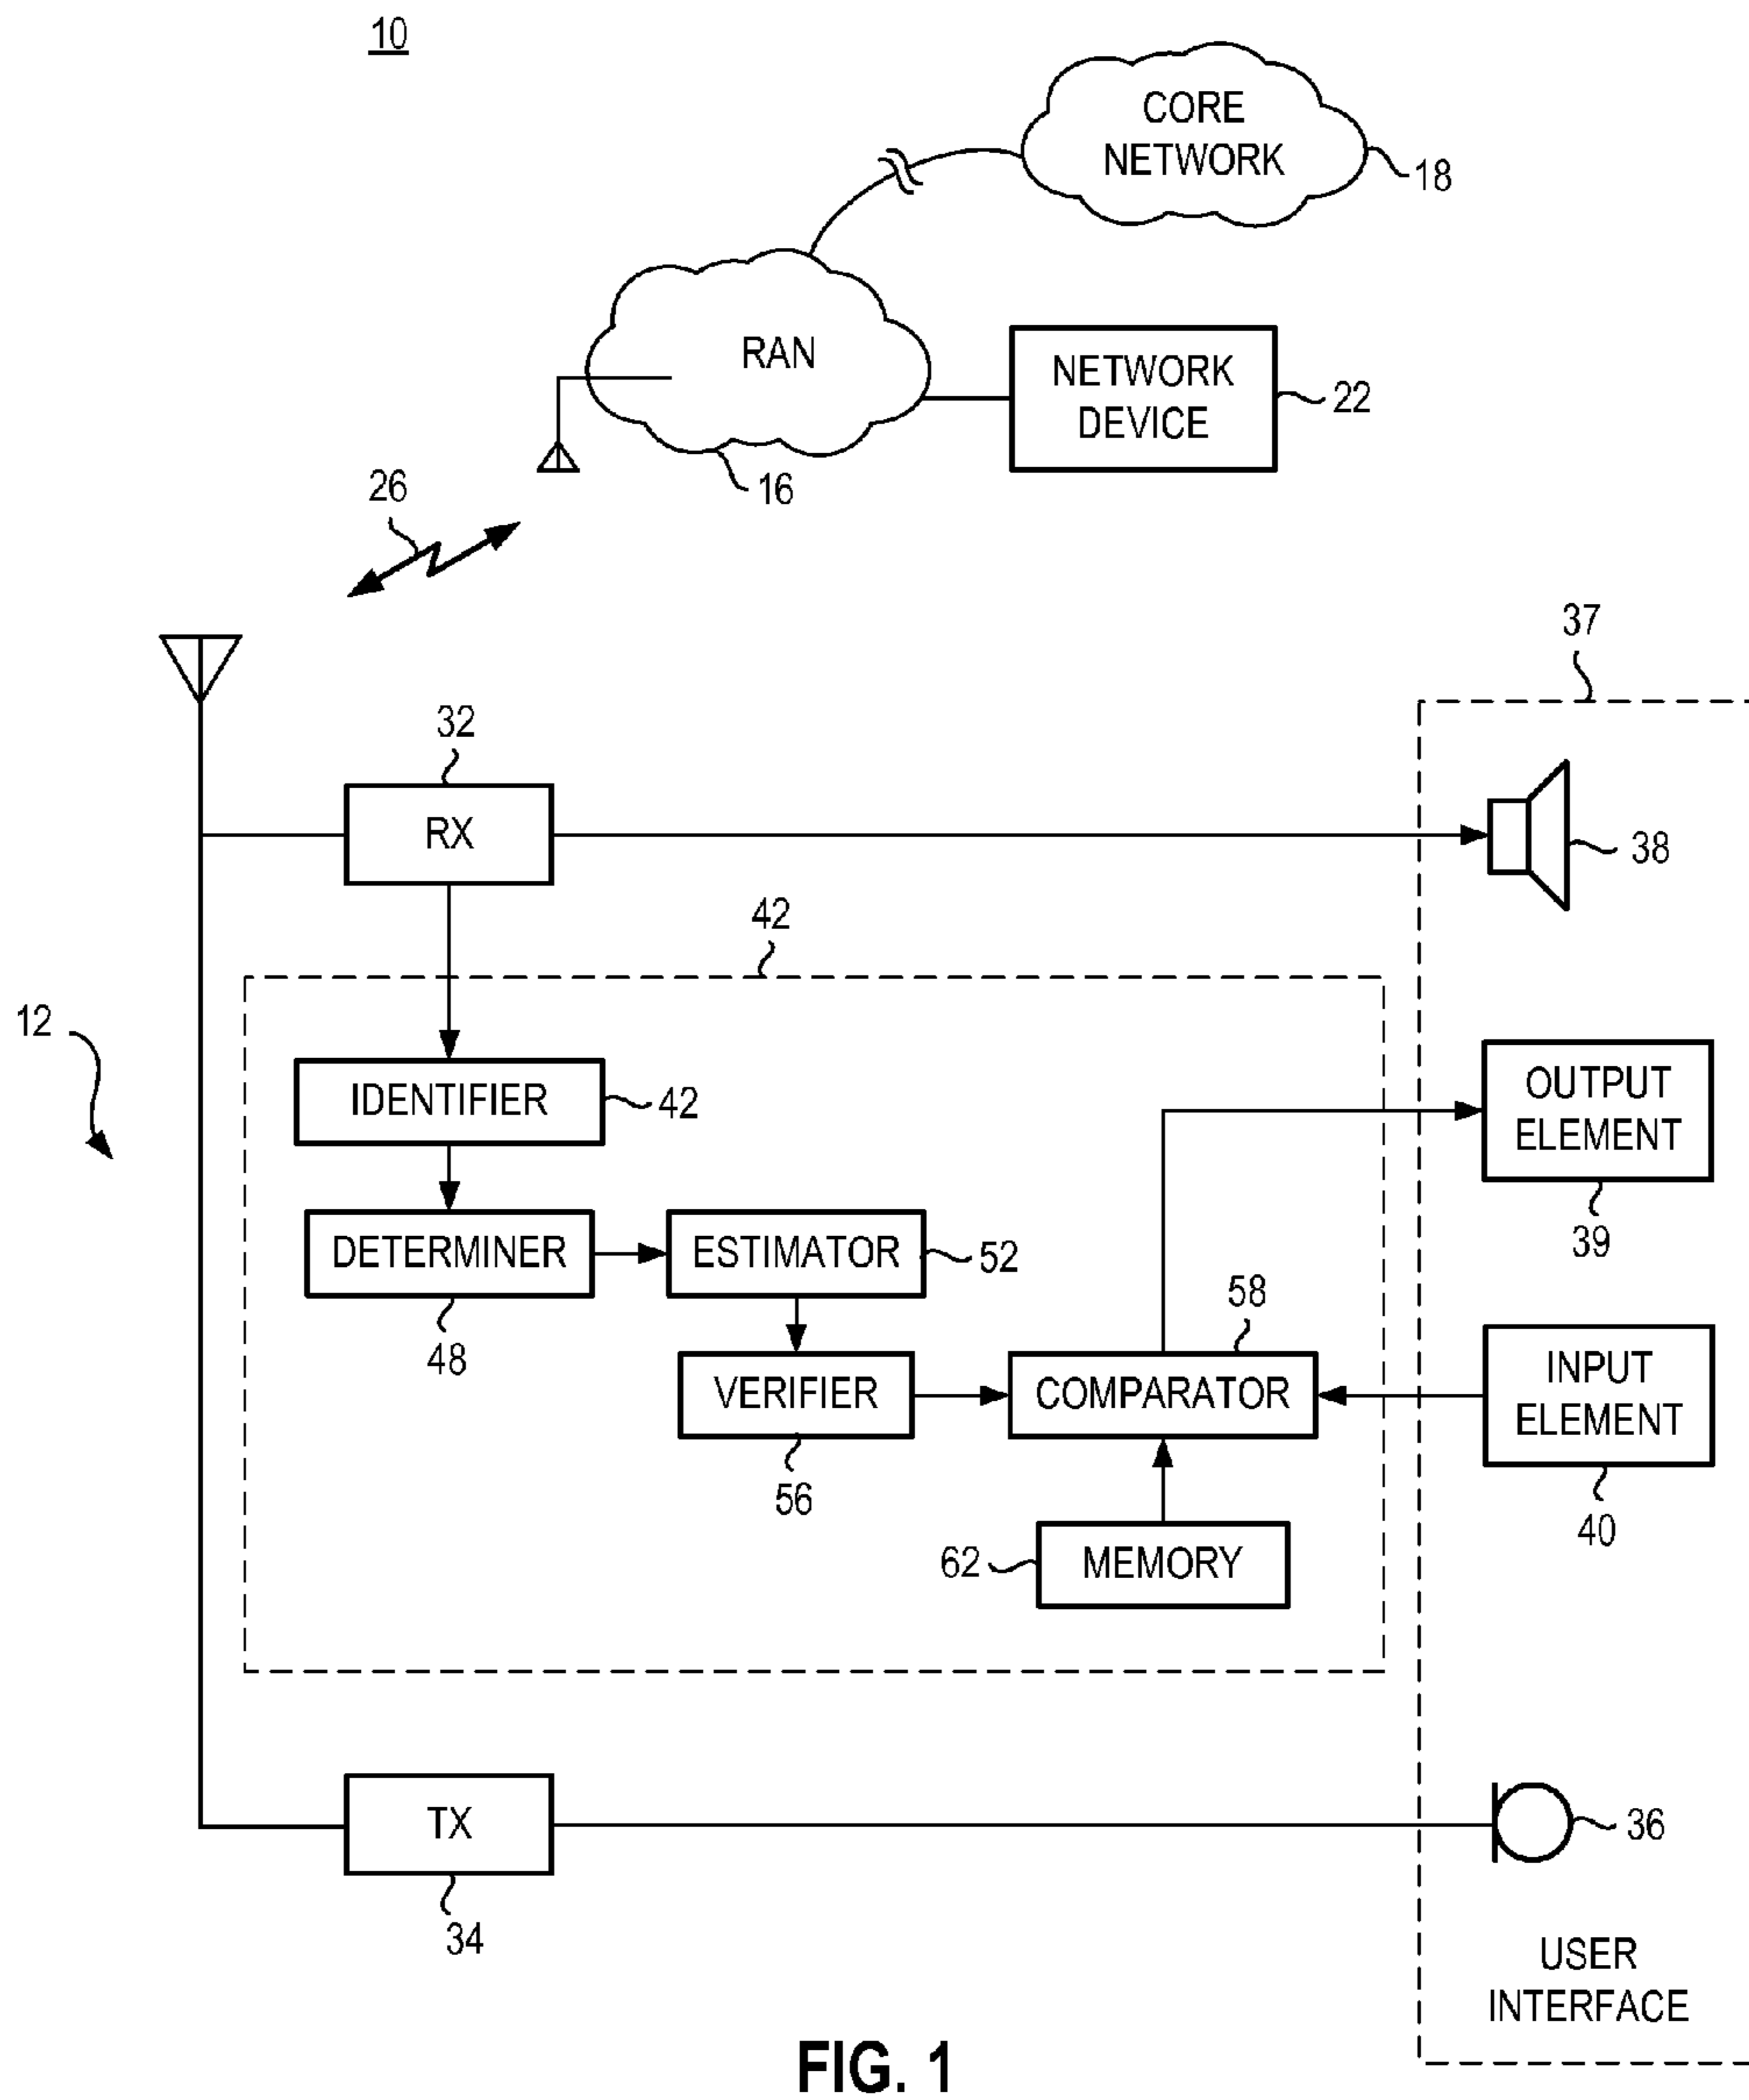 10
CORE
NETWORK
18
RAN
NETWORK
DEVICE
22
16
26
37
32
RX
38
42
12
IDENTIFIER
42
OUTPUT
ELEMENT
39
DETERMINER
48
ESTIMATOR
52
58
VERIFIER
56
COMPARATOR
INPUT
ELEMENT
40
62
MEMORY
TX
34
36
USER
INTERFACE
FIG. 1